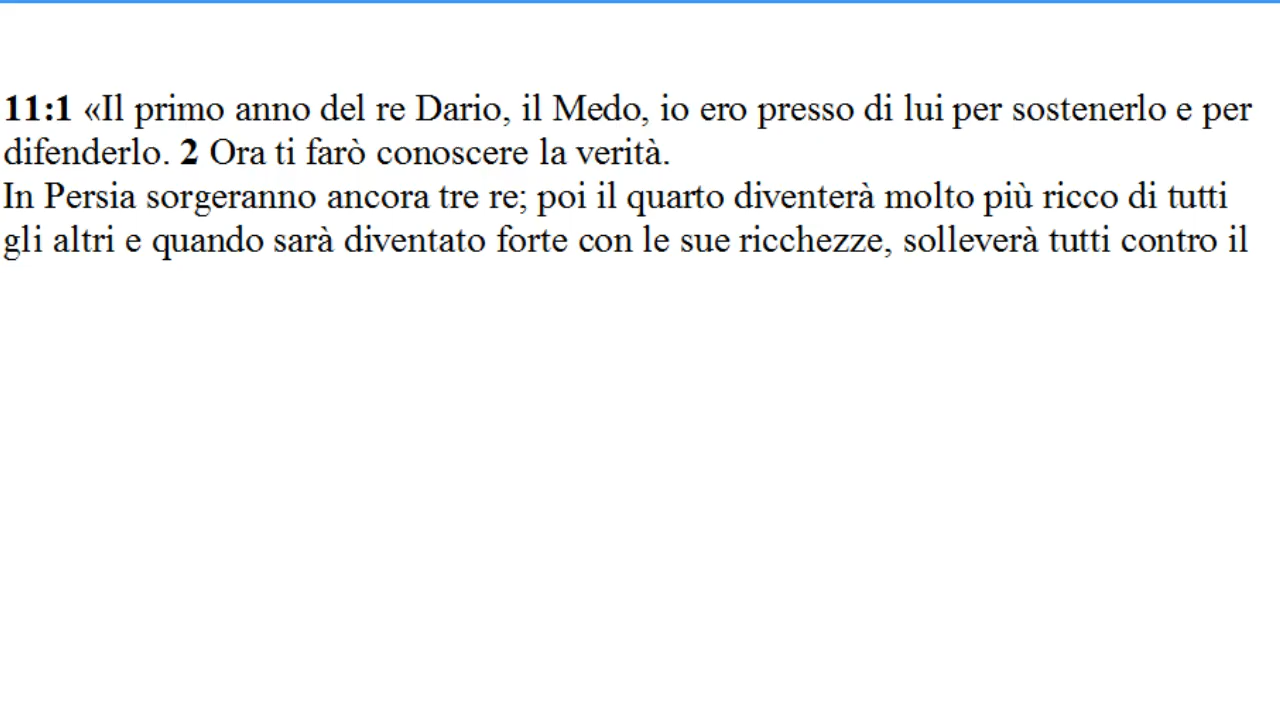 11:1 «Il primo anno del re Dario, il Medo, io ero presso di lui per sostenerlo e per
difenderlo. 2 Ora ti farò conoscere la verità.
In Persia sorgeranno ancora tre re; poi il quarto diventerà molto più ricco di tutti
gli altri e quando sarà diventato forte con le sue ricchezze, solleverà tutti contro il